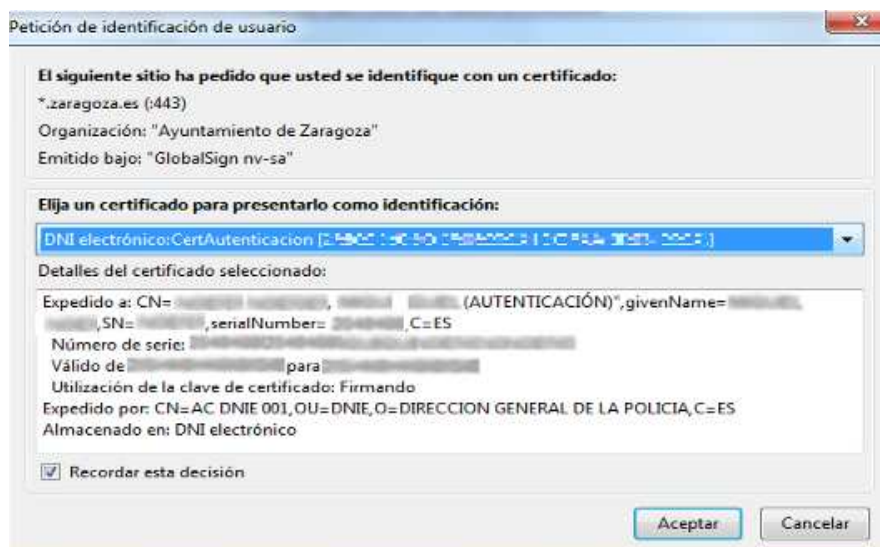 Petición de identificación de usuario
El siguiente sitio ha pedido que usted se identifique con un certificado:
*.zaragoza.es (:443)
Organización: "Ayuntamiento de Zaragoza"
Emitido bajo: "GlobalSign nv-sa"
Elija un certificado para presentarlo como identificación:
DNI electrónico:CertAutenticacion [
Detalles del certificado seleccionado:
Expedido a: CN= , (AUTENTICACIÓN)",givenName=
,SN= ,serialNumber= ,C=ES
Número de serie:
Válido de para
Utilización de la clave de certificado: Firmando
Expedido por: CN=AC DNIE 001,OU=DNIE,O=DIRECCION GENERAL DE LA POLICIA,C=ES
Almacenado en: DNI electrónico
Recordar esta decisión
Aceptar Cancelar